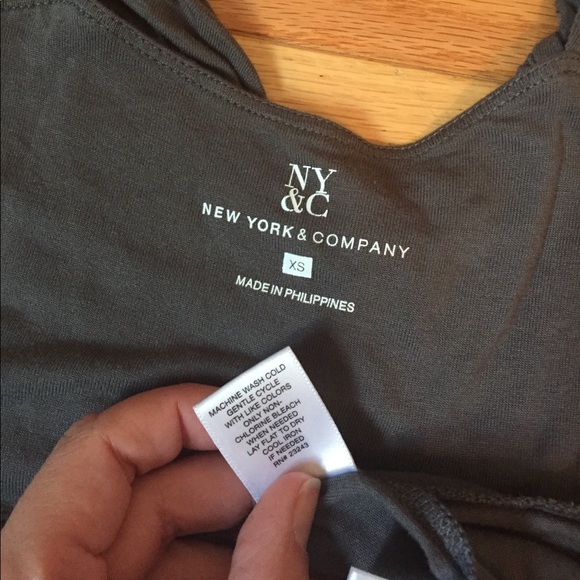 NY
&C
NEW YORK & COMPANY
XS
MADE IN PHILIPPINES
MACHINE WASH COLD
GENTLE CYCLE
WITH LIKE COLORS
ONLY NON-
CHLORINE BLEACH
WHEN NEEDED
LAY FLAT TO DRY
COOL IRON
IF NEEDED
RN# 23243